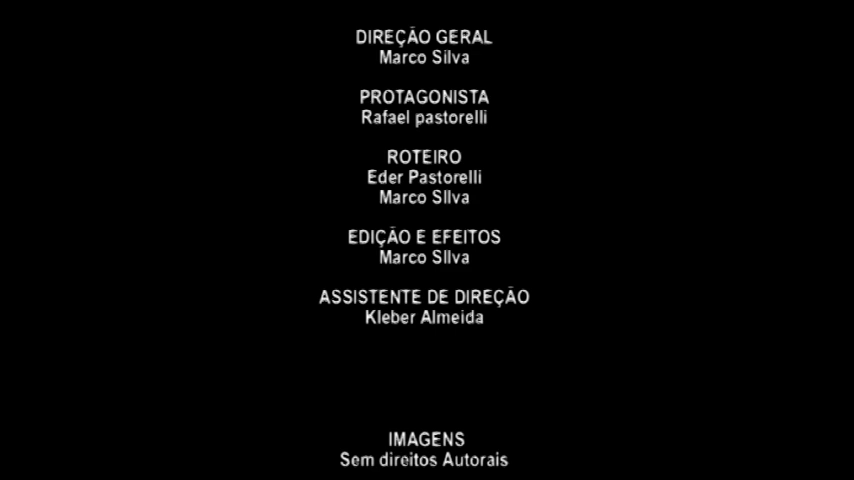 DIREÇÃO GERAL
Marco Silva
PROTAGONISTA
Rafael pastorelli
ROTEIRO
Eder Pastorelli
Marco SIlva
EDIÇÃO E EFEITOS
Marco SIlva
ASSISTENTE DE DIREÇÃO
Kleber Almeida
IMAGENS
Sem direitos Autorais